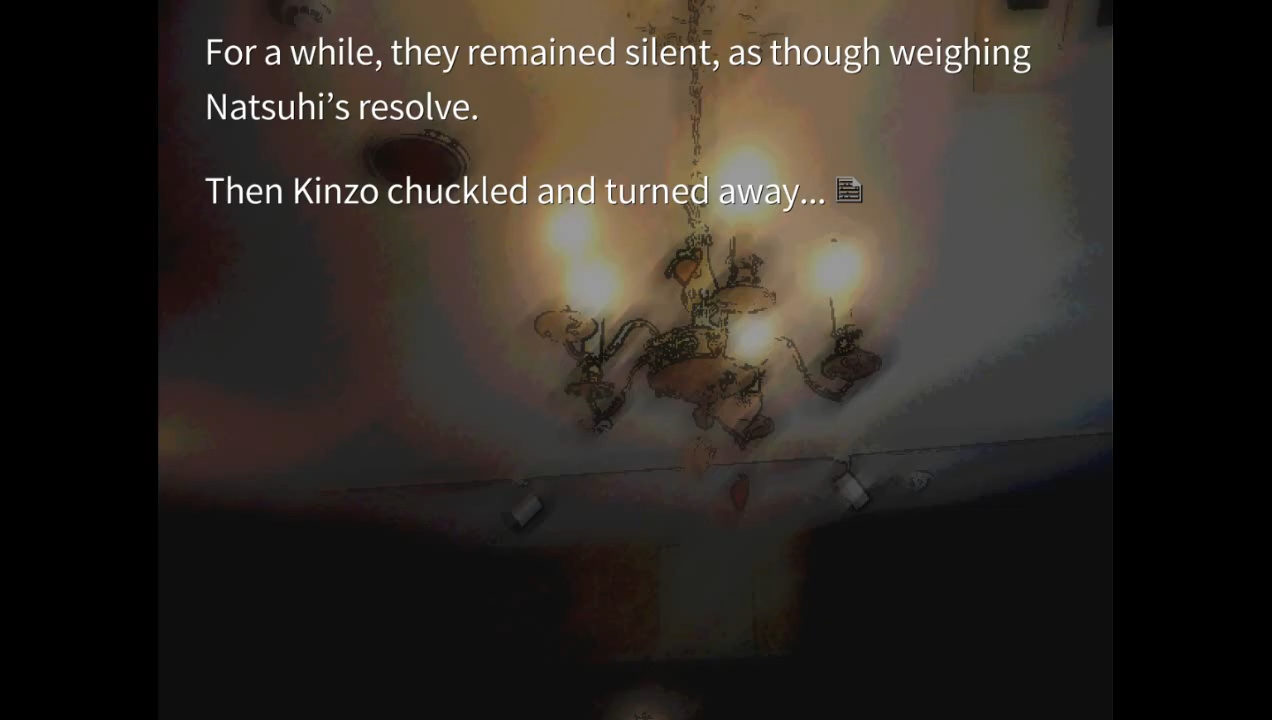 For a while, they remained silent, as though weighing
Natsuhi’s resolve.
Then Kinzo chuckled and turned away...